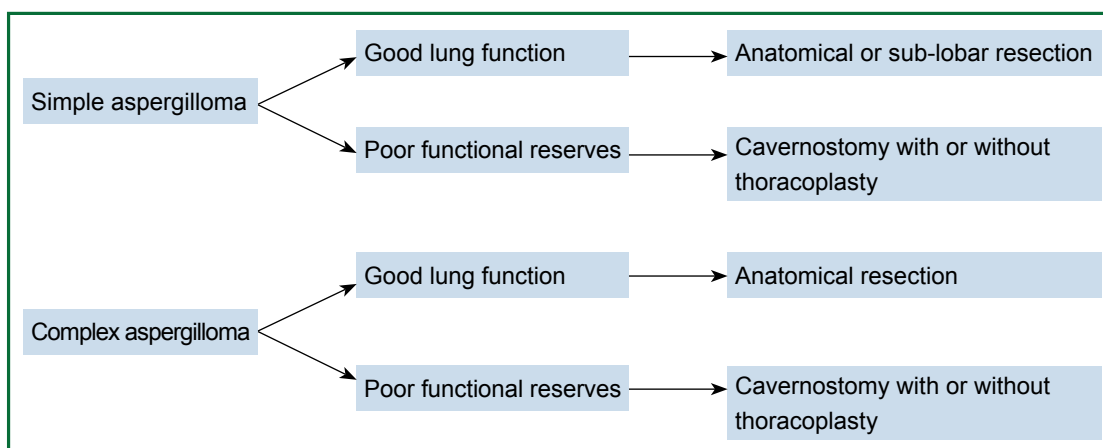 Good lung function
Anatomical or sub-lobar resection
Simple aspergilloma
Poor functional reserves
Cavernostomy with or without
thoracoplasty
Good lung function
Anatomical resection
Complex aspergilloma
Poor functional reserves
Cavernostomy with or without
thoracoplasty